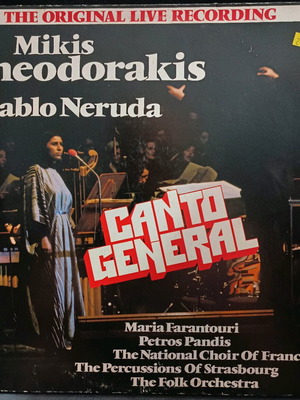 THE ORIGINAL LIVE RECORDING
Mikis
heodorakis
ablo Neruda
CANTO
GENERAL
Maria Farantouri
Petros Pandis
The National Choir Of Franc
The Percussions Of Strasbourg
The Folk Orchestra